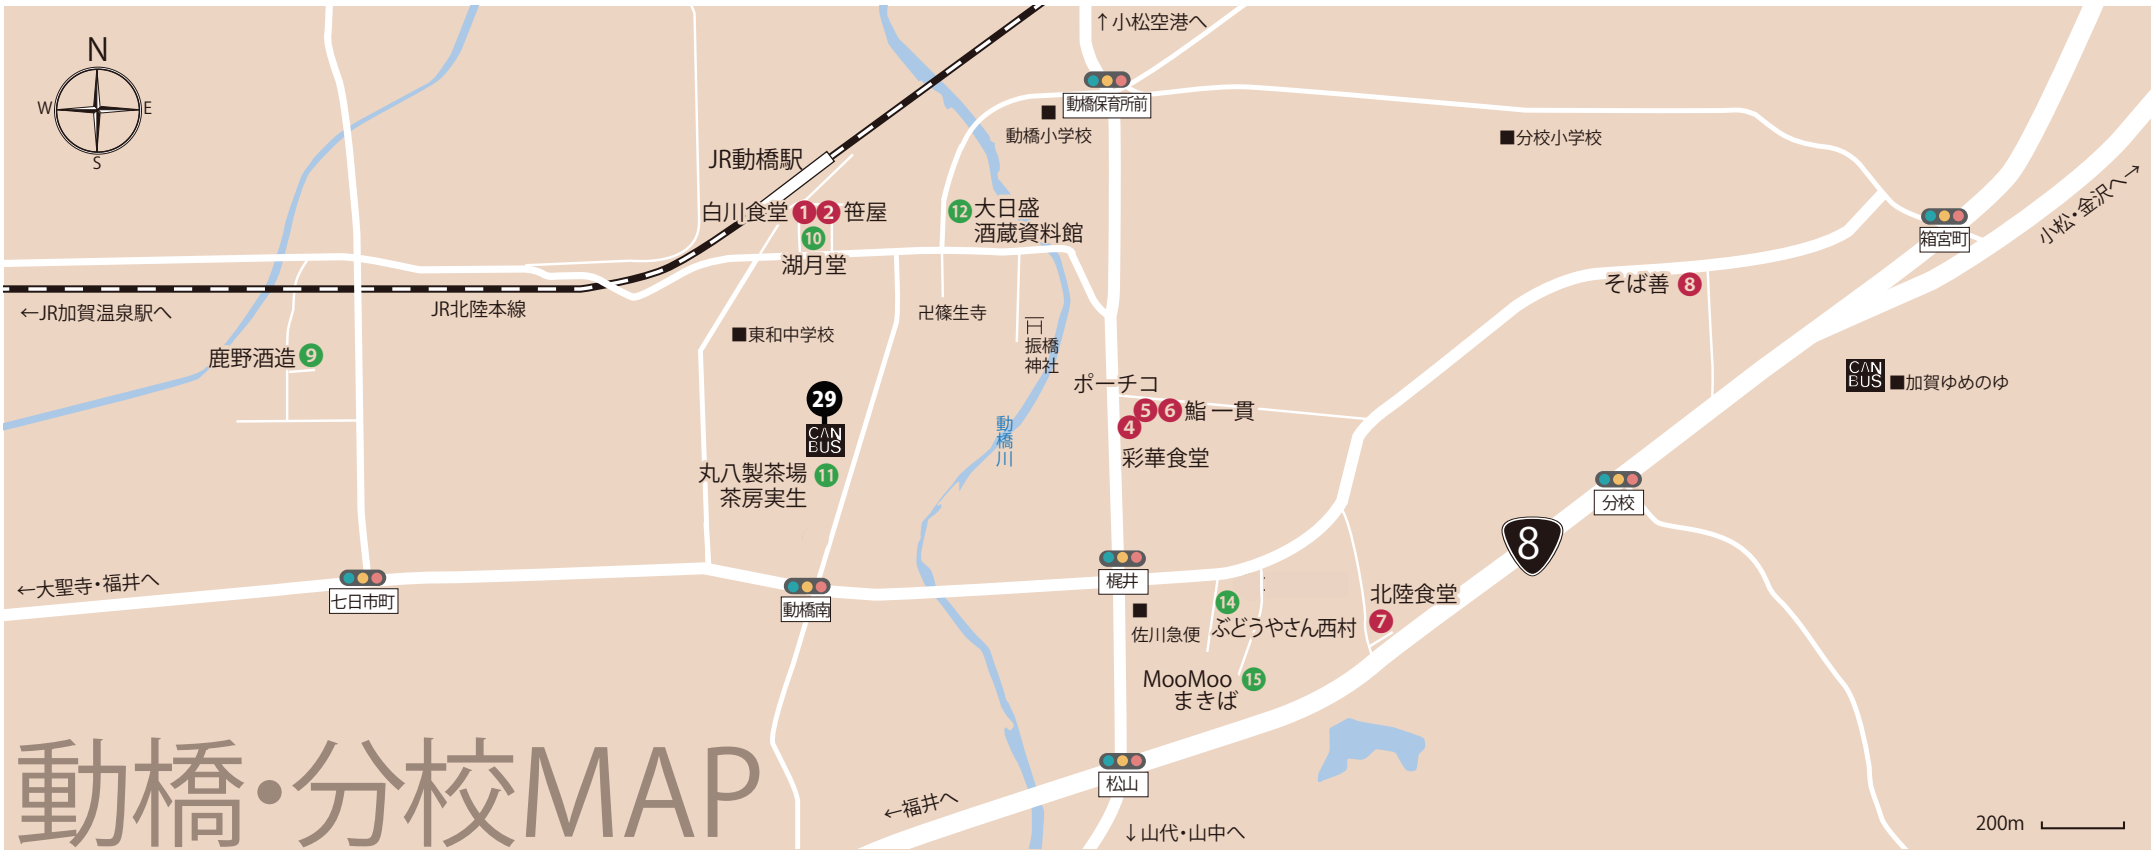 ↑小松空港へ
N
W
E
S
動橋保育所前
動橋小学校
分校小学校
JR動橋駅
白川食堂 1 2 笹屋
10
湖月堂
12 大日盛
酒蔵資料館
箱宮町
小松・金沢へ→
そば善 8
←JR加賀温泉駅へ
JR北陸本線
卍篠生寺
東和中学校
振橋
神社
鹿野酒造 9
ポーチコ
5 6 鮨 一貫
4
彩華食堂
CAN
BUS
加賀ゆめのゆ
29
CAN
BUS
動橋川
丸八製茶場 11
茶房実生
分校
8
←大聖寺・福井へ
七日市町
動橋南
梶井
佐川急便
14
ぶどうやさん西村
北陸食堂
7
MooMoo 15
まきば
松山
←福井へ
↓山代・山中へ
動橋・分校MAP
200m